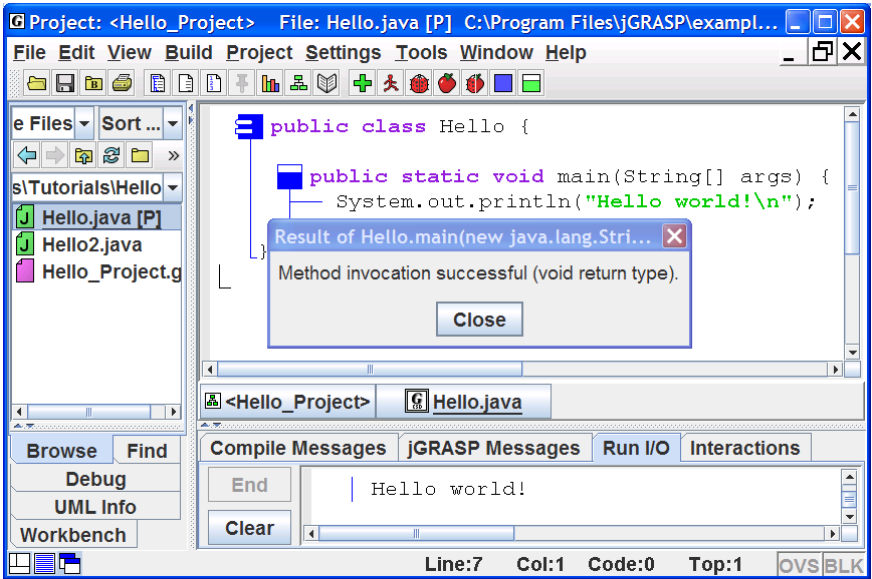 Project: <Hello_Project> File: Hello.java [P] C:\Program Files\jGRASP\exampl...
File Edit View Build Project Settings Tools Window Help
e Files Sort ...
»
s\Tutorials\Hello
Hello.java [P]
Hello2.java
Hello_Project.g
public class Hello {
public static void main(String[] args) {
System.out.println("Hello world!\n");
}
Result of Hello.main(new java.lang.Stri...
Method invocation successful (void return type).
Close
<Hello_Project> Hello.java
Browse Find
Debug
UML Info
Workbench
Compile Messages jGRASP Messages Run I/O Interactions
End
Hello world!
Clear
Line:7 Col:1 Code:0 Top:1 OVS BLK